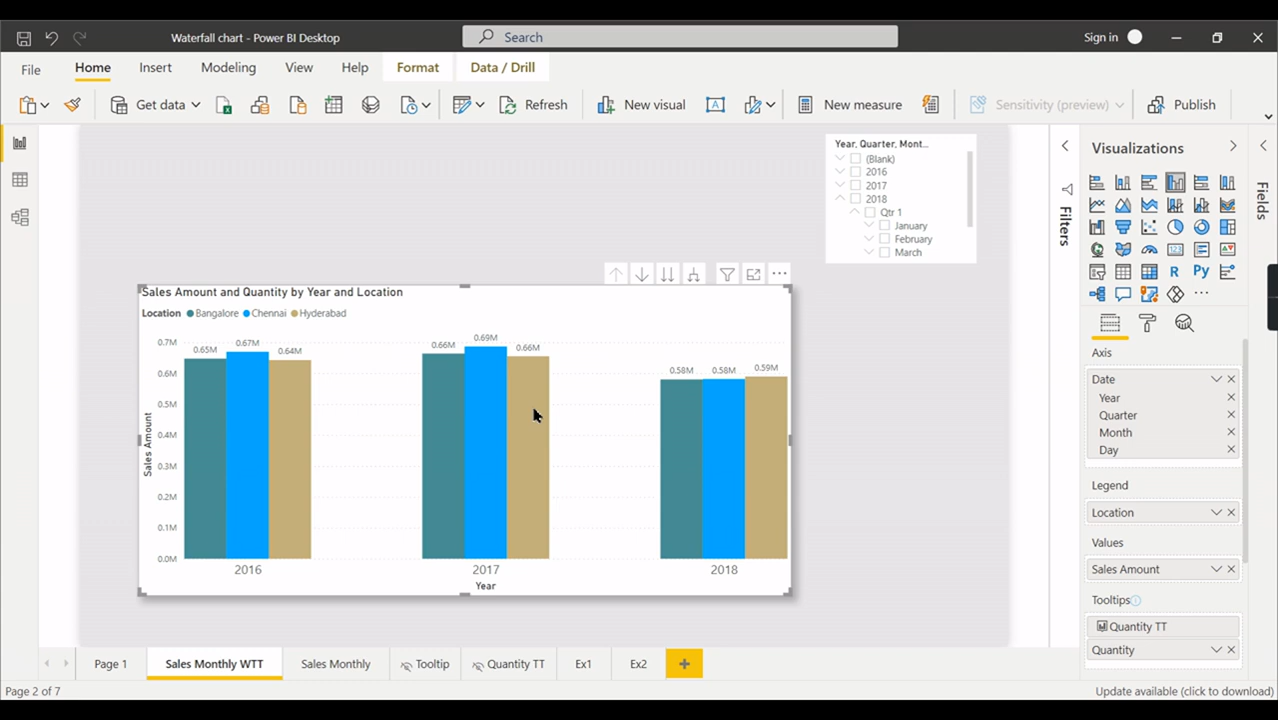 Waterfall chart - Power BI Desktop
Search
Sign in
File
Home
Insert
Modeling
View
Help
Format
Data / Drill
Get data
Refresh
New visual
New measure
Sensitivity (preview)
Publish
Year, Quarter, Mont...
(Blank)
2016
2017
2018
Qtr 1
January
February
March
Sales Amount and Quantity by Year and Location
Location Bangalore Chennai Hyderabad
0.7M
0.6M
0.5M
0.4M
0.3M
0.2M
0.1M
0.0M
Sales Amount
0.65M
0.67M
0.64M
0.66M
0.69M
0.66M
0.58M
0.58M
0.59M
2016
2017
2018
Year
Filters
Visualizations
R
Py
123
Axis
Date
Year
Quarter
Month
Day
Legend
Location
Values
Sales Amount
Tooltips
Quantity TT
Quantity
Fields
Page 1
Sales Monthly WTT
Sales Monthly
Tooltip
Quantity TT
Ex1
Ex2
Page 2 of 7
Update available (click to download)